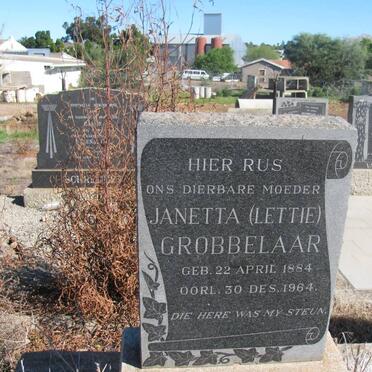 HIER RUS
ONS DIERBARE MOEDER
JANETTA (LETTIE)
GROBBELAAR
GEB. 22 APRIL 1884
OORL. 30 DES. 1964.
DIE HERE WAS MY STEUN.